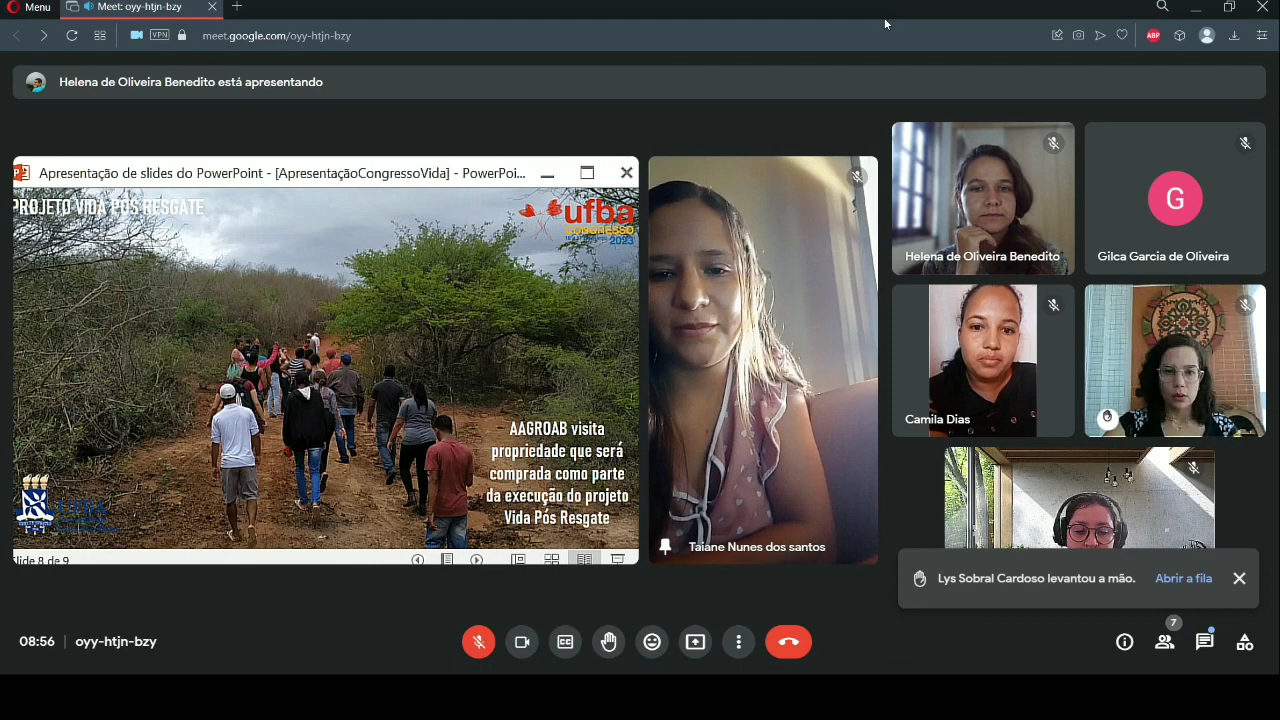 Menu
Meet: oyy-htjn-bzy
VPN
meet.google.com/oyy-htjn-bzy
ABP
Helena de Oliveira Benedito está apresentando
Apresentação de slides do PowerPoint - [ApresentaçãoCongressoVida] - PowerPoi...
PROJETO VIDA PÓS RESGATE
ufba
CONGRESSO
2023
AAGROAB visita
propriedade que será
comprada como parte
da execução do projeto
Vida Pós Resgate
UFBA
Slide 8 de 9
Taiane Nunes dos santos
Helena de Oliveira Benedito
G
Gilca Garcia de Oliveira
Camila Dias
Lys Sobral Cardoso levantou a mão.
Abrir a fila
08:56
oyy-htjn-bzy
7